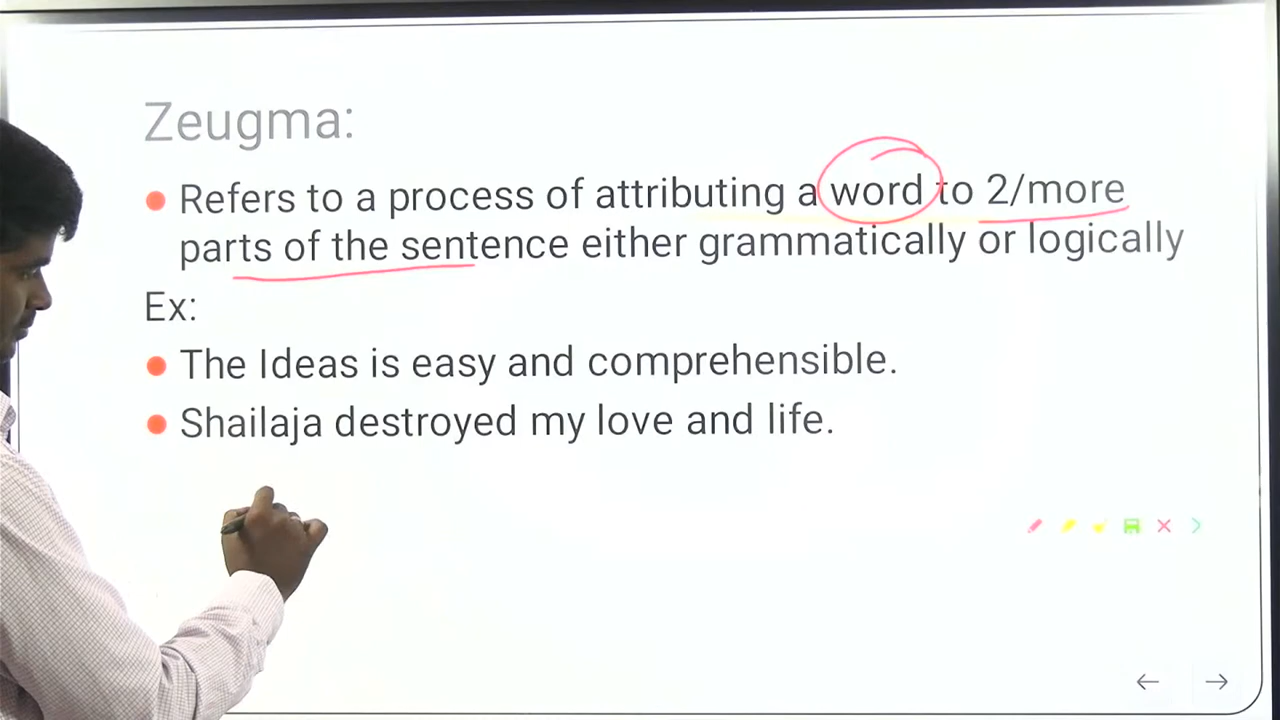 Zeugma:
Refers to a process of attributing a word to 2/more
parts of the sentence either grammatically or logically
Ex:
The Ideas is easy and comprehensible.
Shailaja destroyed my love and life.